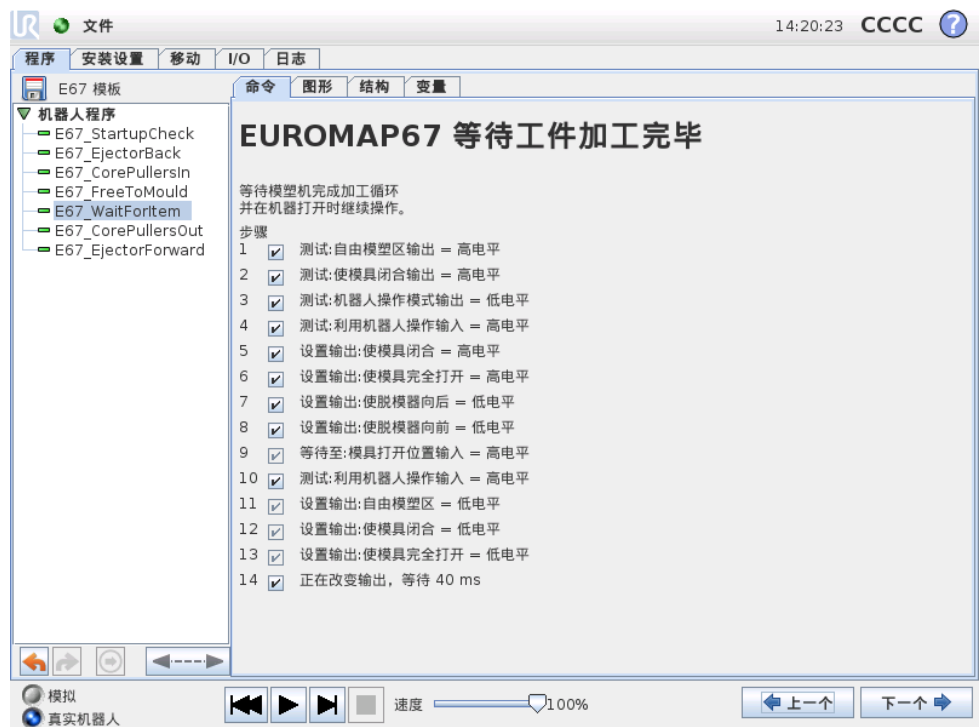 UR 文件 14:20:23 CCCC ?
程序 安装设置 移动 I/O 日志
E67 模板 命令 图形 结构 变量
机器人程序
E67_StartupCheck
E67_EjectorBack
E67_CorePullersIn
E67_FreeToMould
E67_WaitForItem
E67_CorePullersOut
E67_EjectorForward
EUROMAP67 等待工件加工完毕
等待模塑机完成加工循环
并在机器打开时继续操作。
步骤
1 测试:自由模塑区输出 = 高电平
2 测试:使模具闭合输出 = 高电平
3 测试:机器人操作模式输出 = 低电平
4 测试:利用机器人操作输入 = 高电平
5 设置输出:使模具闭合 = 高电平
6 设置输出:使模具完全打开 = 高电平
7 设置输出:使脱模器向后 = 低电平
8 设置输出:使脱模器向前 = 低电平
9 等待至:模具打开位置输入 = 高电平
10 测试:利用机器人操作输入 = 高电平
11 设置输出:自由模塑区 = 低电平
12 设置输出:使模具闭合 = 低电平
13 设置输出:使模具完全打开 = 低电平
14 正在改变输出，等待 40 ms
模拟
真实机器人
速度 100%
上一个 下一个